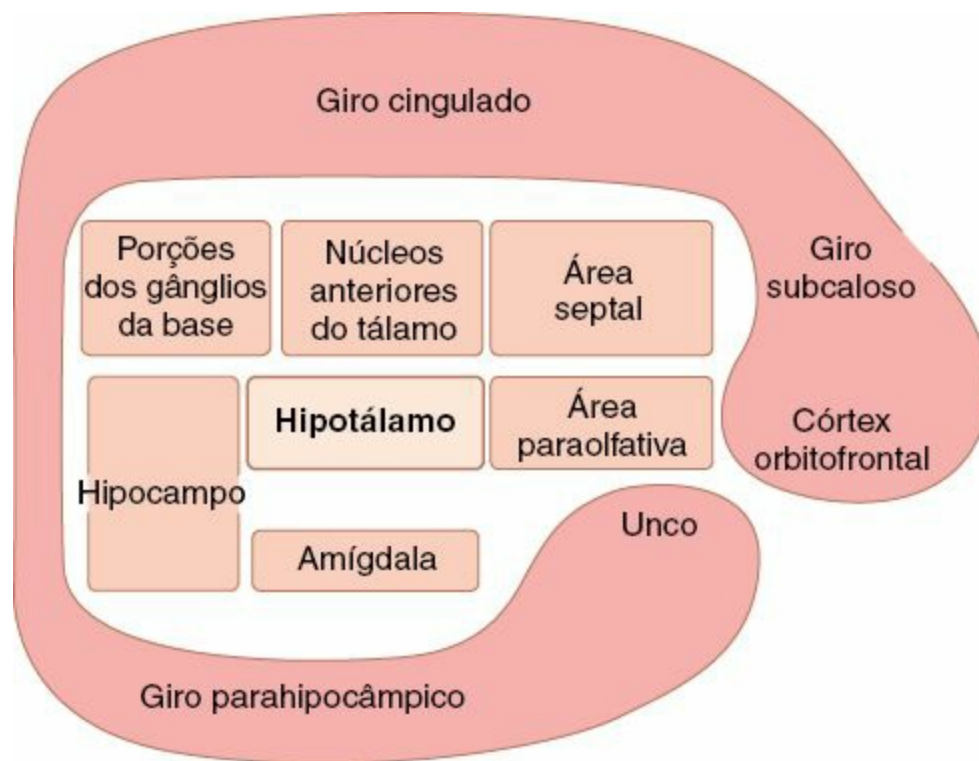 Giro cingulado
Porções
dos gânglios
da base
Núcleos
anteriores
do tálamo
Área
septal
Giro
subcaloso
Hipocampo
Hipotálamo
Área
paraolfativa
Córtex
orbitofrontal
Amígdala
Unco
Giro parahipocâmpico